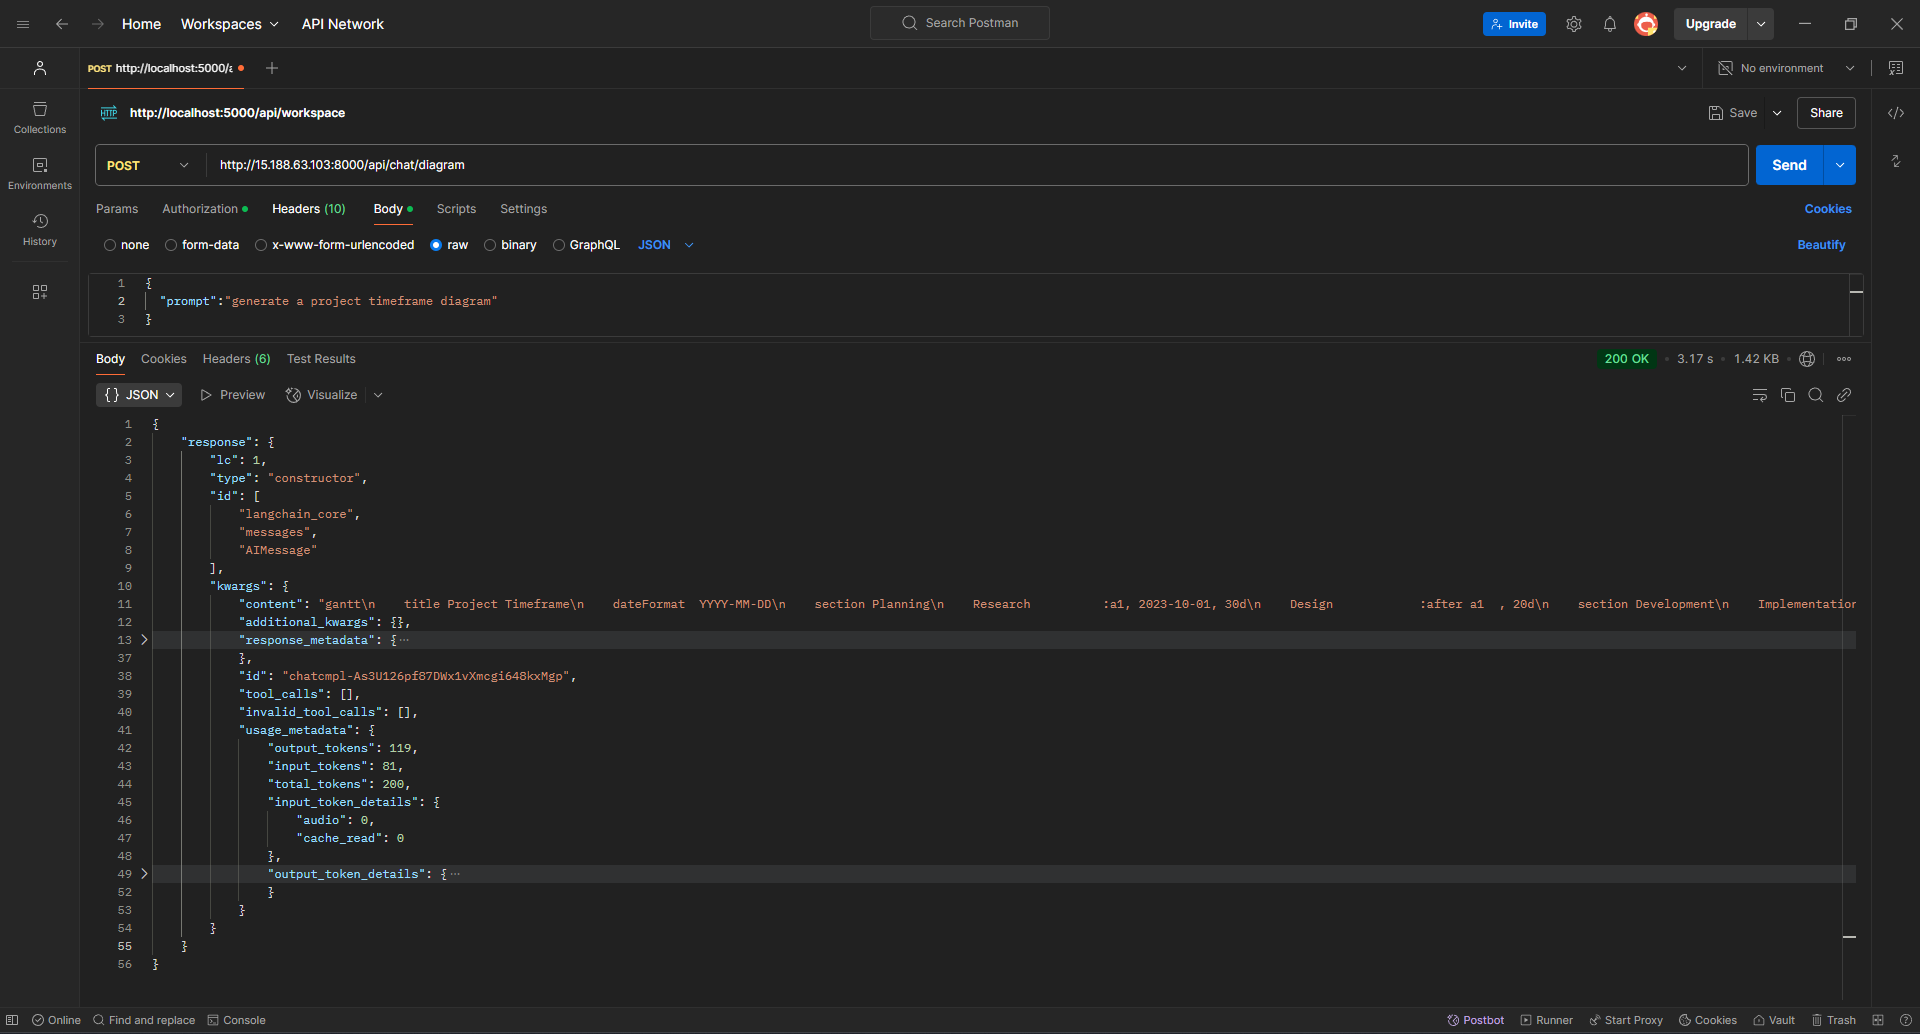 Home Workspaces API Network Search Postman Invite Upgrade
POST http://localhost:5000/a No environment
HTTP http://localhost:5000/api/workspace Save Share
POST http://15.188.63.103:8000/api/chat/diagram Send
Params Authorization Headers (10) Body Scripts Settings Cookies
none form-data x-www-form-urlencoded raw binary GraphQL JSON Beautify
1 {
2 "prompt":"generate a project timeframe diagram"
3 }
Collections
Environments
History
Body Cookies Headers (6) Test Results 200 OK 3.17 s 1.42 KB
{} JSON Preview Visualize
1 {
2 "response": {
3 "lc": 1,
4 "type": "constructor",
5 "id": [
6 "langchain_core",
7 "messages",
8 "AIMessage"
9 ],
10 "kwargs": {
11 "content": "gantt\n    title Project Timeframe\n    dateFormat  YYYY-MM-DD\n    section Planning\n    Research          :a1, 2023-10-01, 30d\n    Design            :after a1  , 20d\n    section Development\n    Implementation
12 "additional_kwargs": {},
13 "response_metadata": {···
37 },
38 "id": "chatcmpl-As3U126pf87DWx1vXmcgi648kxMgp",
39 "tool_calls": [],
40 "invalid_tool_calls": [],
41 "usage_metadata": {
42 "output_tokens": 119,
43 "input_tokens": 81,
44 "total_tokens": 200,
45 "input_token_details": {
46 "audio": 0,
47 "cache_read": 0
48 },
49 "output_token_details": {···
52 }
53 }
54 }
55 }
56 }
Online Find and replace Console Postbot Runner Start Proxy Cookies Vault Trash